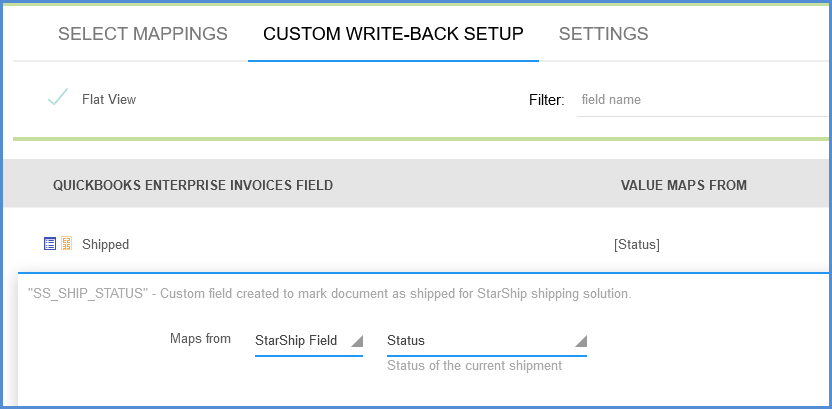 SELECT MAPPINGS CUSTOM WRITE-BACK SETUP SETTINGS
Flat View Filter: field name
QUICKBOOKS ENTERPRISE INVOICES FIELD VALUE MAPS FROM
Shipped [Status]
"SS_SHIP_STATUS" - Custom field created to mark document as shipped for StarShip shipping solution.
Maps from StarShip Field Status
Status of the current shipment